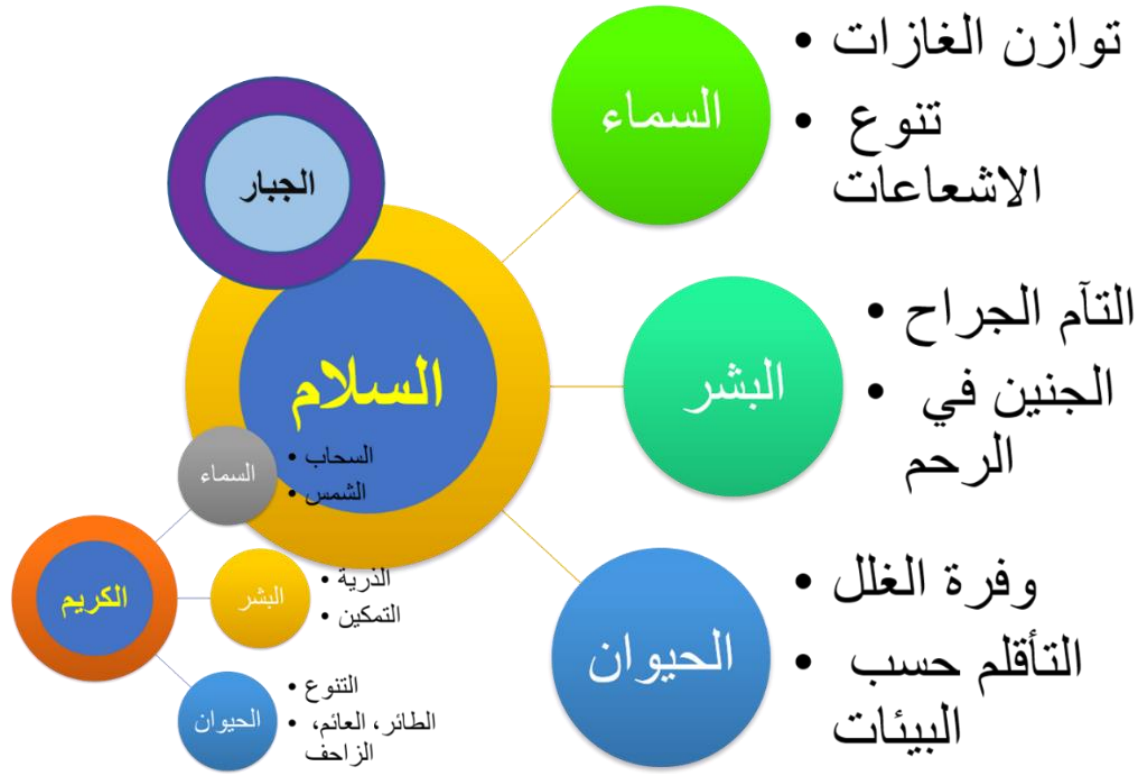 الجبار
السلام
السماء
توازن الغازات
تنوع
الاشعاعات
البشر
التآم الجراح
الجنين في
الرحم
الحيوان
وفرة الغلل
التأقلم حسب
البيئات
الكريم
السماء
السحاب
الشمس
البشر
الذرية
التمكين
الحيوان
التنوع
الطائر، العائم،
الزاحف